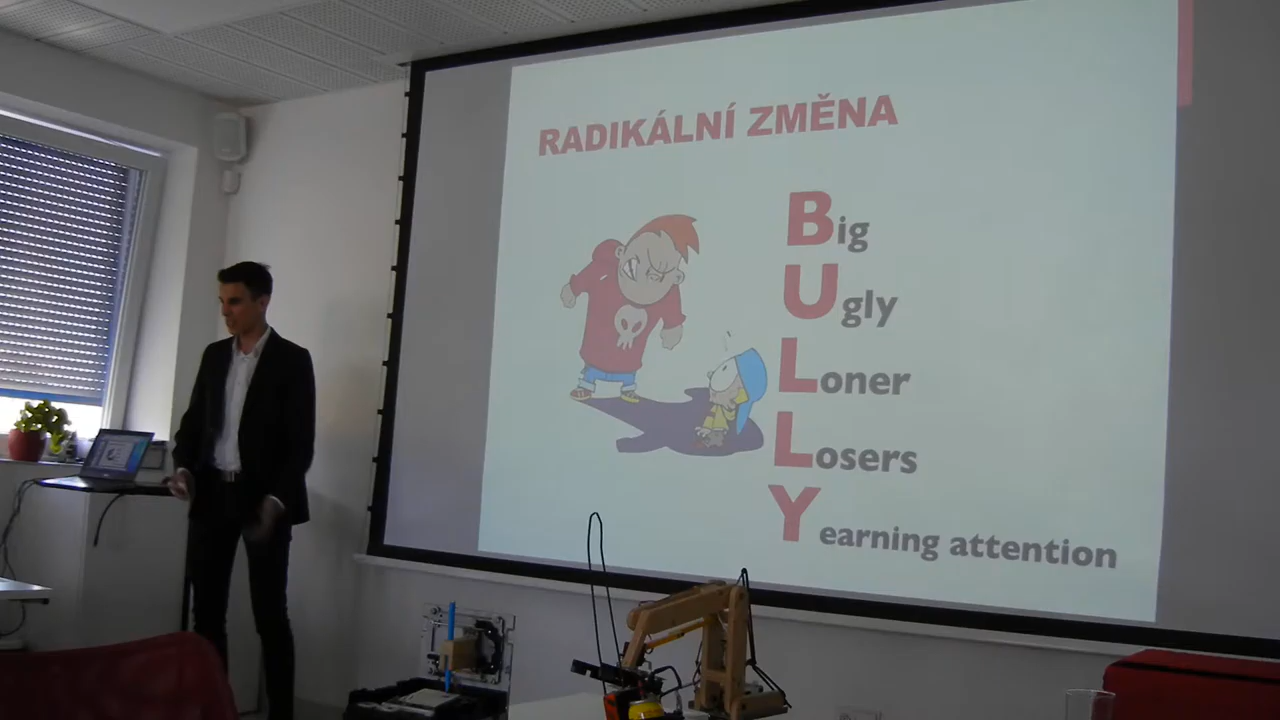 RADIKÁLNÍ ZMĚNA
Big
Ugly
Loner
Losers
Yearning attention